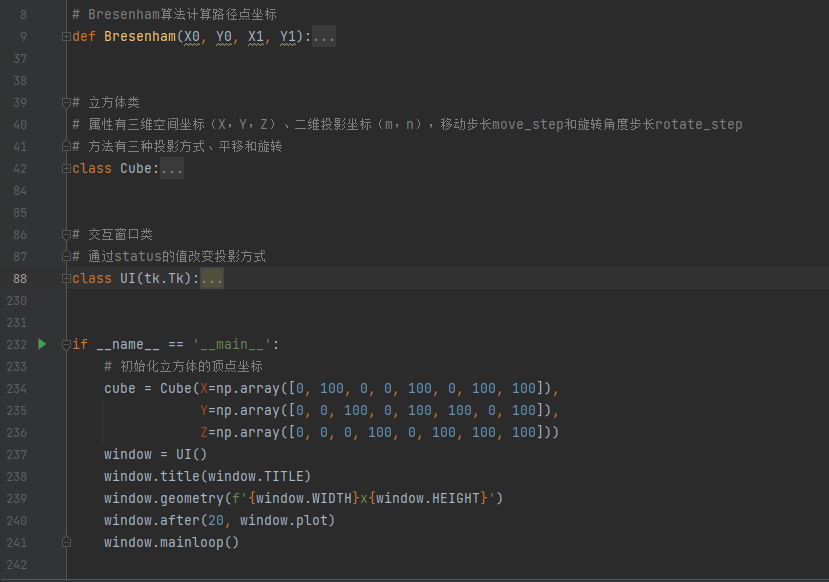 8 # Bresenham算法计算路径点坐标
9 def Bresenham(X0, Y0, X1, Y1):...
37
38
39 # 立方体类
40 # 属性有三维空间坐标（X，Y，Z）、二维投影坐标（m，n），移动步长move_step和旋转角度步长rotate_step
41 # 方法有三种投影方式、平移和旋转
42 class Cube:...
84
85
86 # 交互窗口类
87 # 通过status的值改变投影方式
88 class UI(tk.Tk):...
230
231
232 if __name__ == '__main__':
233 # 初始化立方体的顶点坐标
234 cube = Cube(X=np.array([0, 100, 0, 0, 100, 0, 100, 100]),
235 Y=np.array([0, 0, 100, 0, 100, 100, 0, 100]),
236 Z=np.array([0, 0, 0, 100, 0, 100, 100, 100]))
237 window = UI()
238 window.title(window.TITLE)
239 window.geometry(f'{window.WIDTH}x{window.HEIGHT}')
240 window.after(20, window.plot)
241 window.mainloop()
242